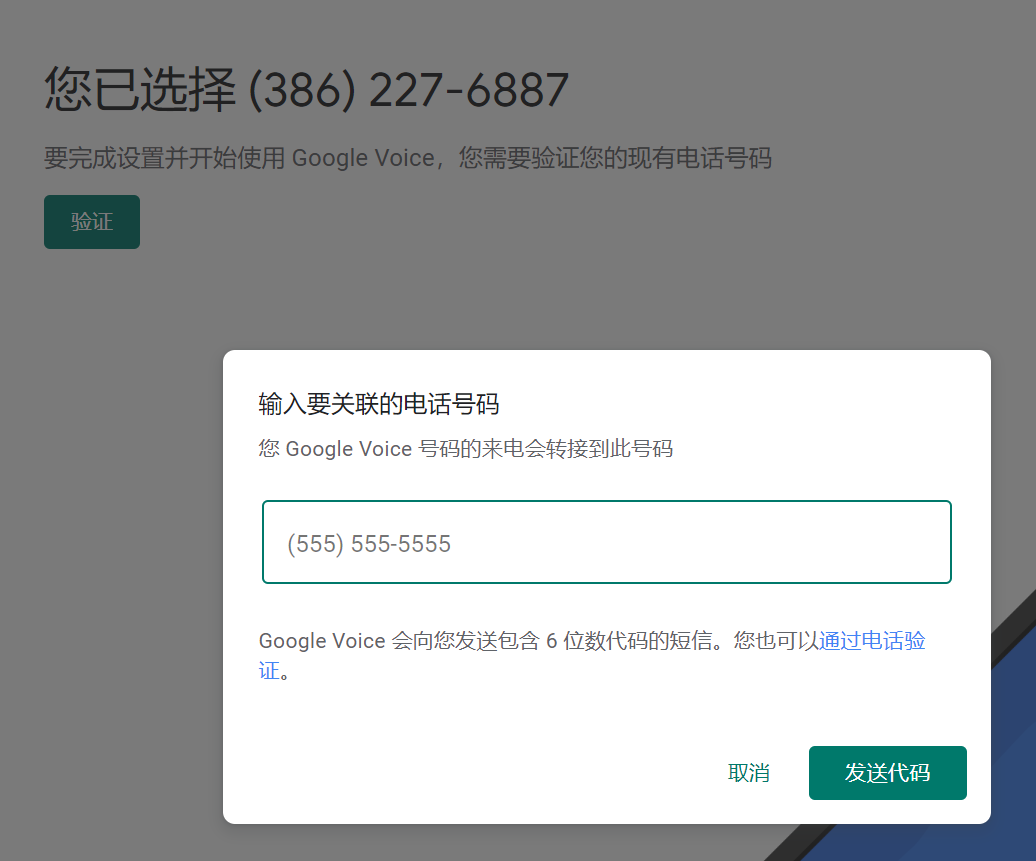 您已选择 (386) 227-6887
要完成设置并开始使用 Google Voice，您需要验证您的现有电话号码
验证
输入要关联的电话号码
您 Google Voice 号码的来电会转接到此号码
(555) 555-5555
Google Voice 会向您发送包含 6 位数代码的短信。您也可以通过电话验
证。
取消
发送代码